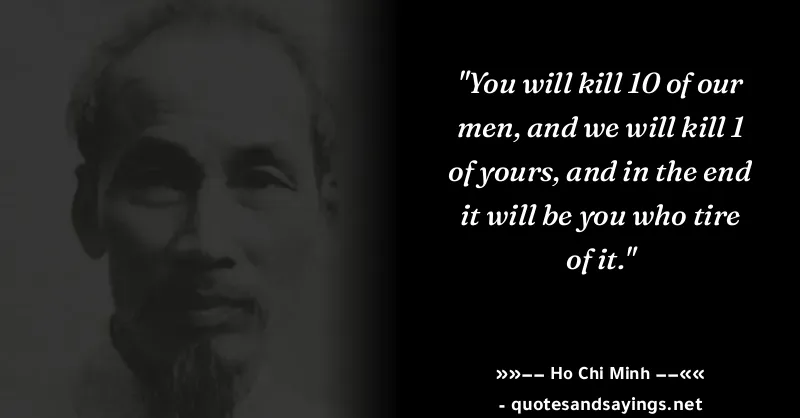 "You will kill 10 of our
men, and we will kill 1
of yours, and in the end
it will be you who tire
of it."
»»−− Ho Chi Minh −−««
- quotesandsayings.net